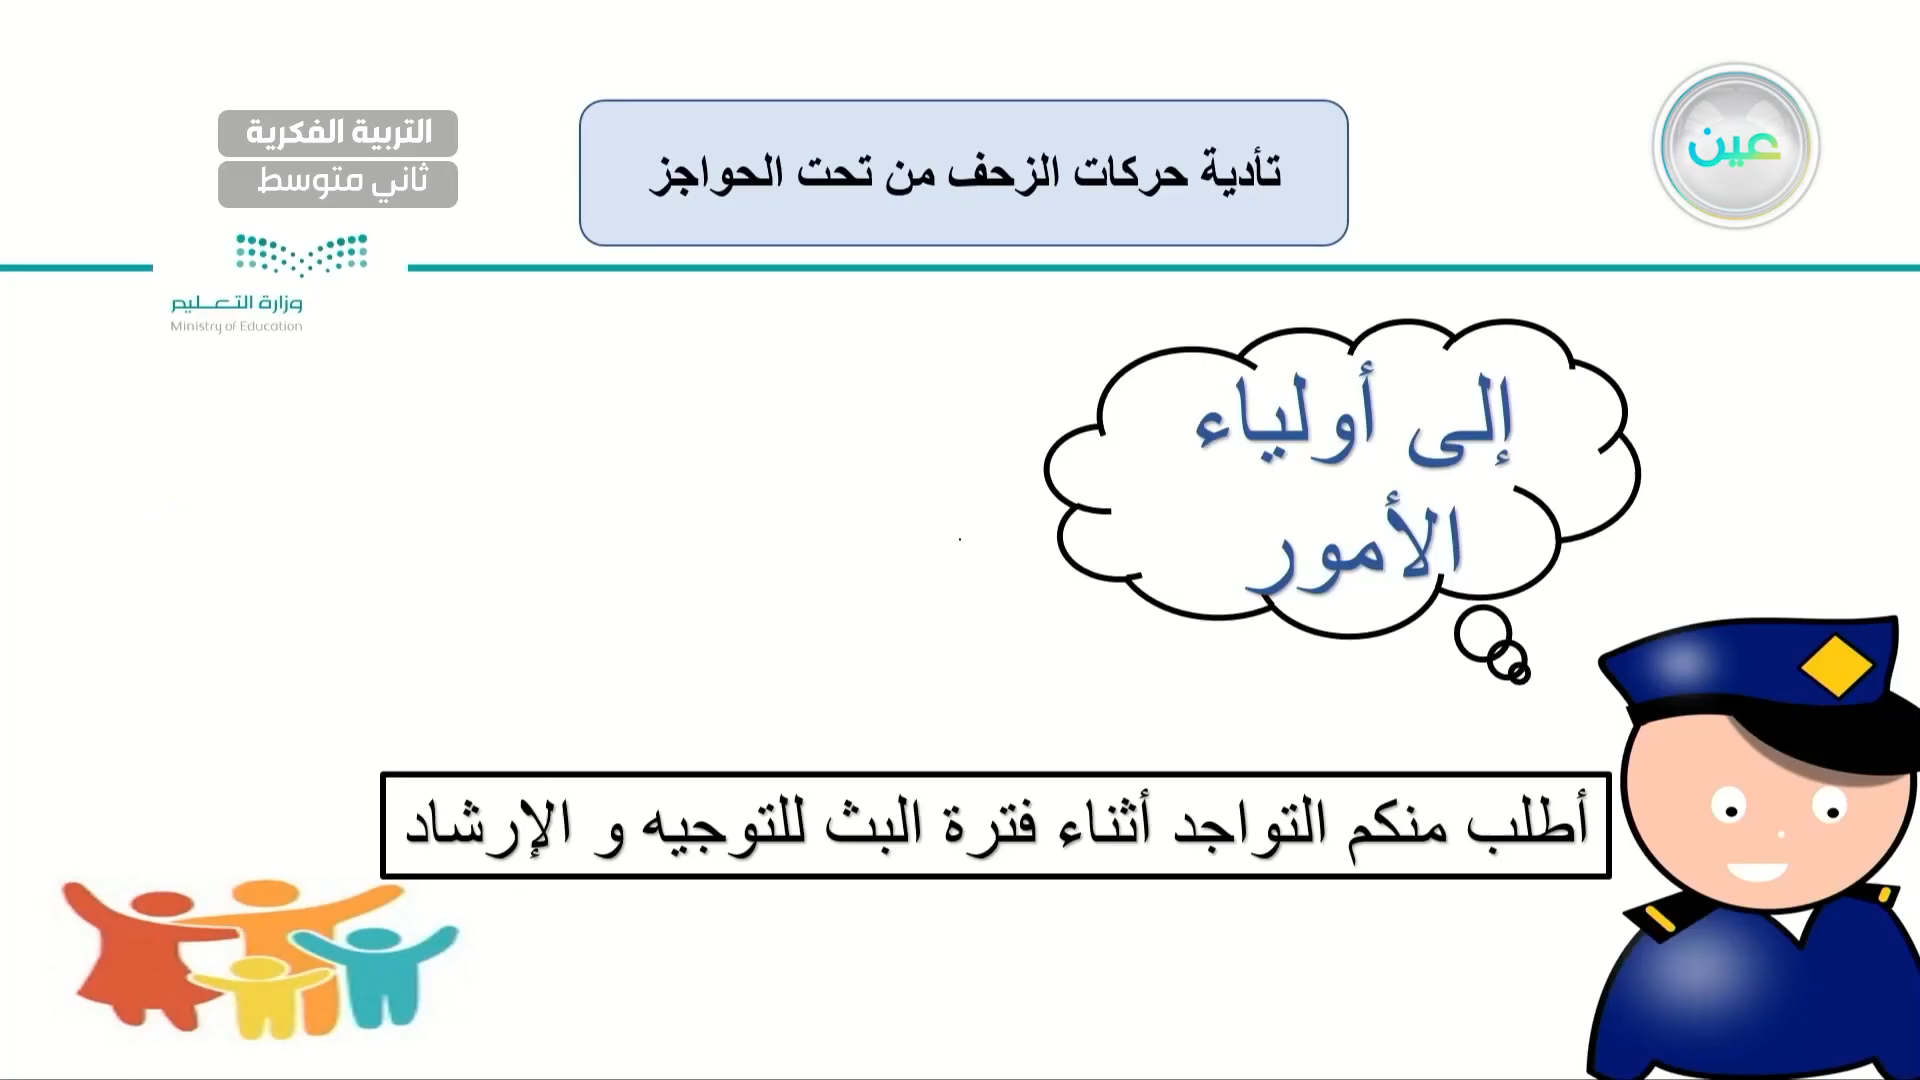 عين
تأدية حركات الزحف من تحت الحواجز
التربية الفكرية
ثاني متوسط
وزارة التعليم
Ministry of Education
إلى أولياء
الأمور
أطلب منكم التواجد أثناء فترة البث للتوجيه و الإرشاد